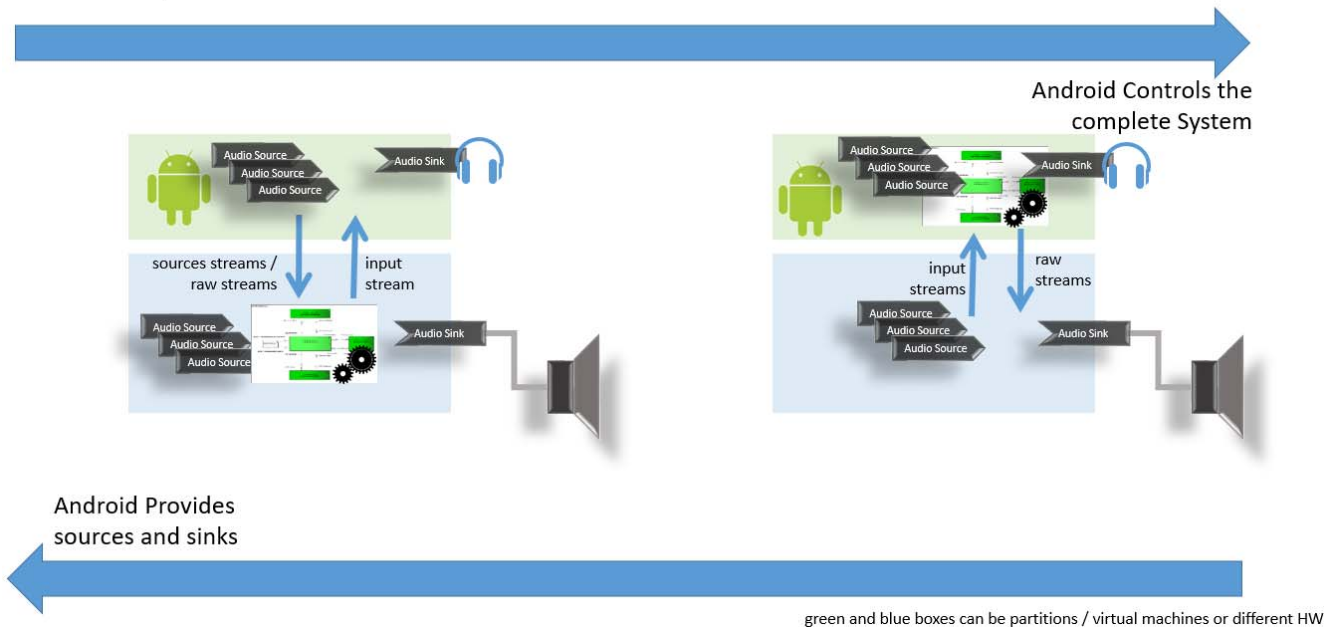 Android Controls the
complete System
Audio Source
Audio Source
Audio Source
Audio Sink
sources streams /
raw streams
input
stream
Audio Source
Audio Source
Audio Source
Audio Sink
Audio Source
Audio Source
Audio Source
Audio Sink
input
streams
raw
streams
Audio Source
Audio Source
Audio Source
Audio Sink
Android Provides
sources and sinks
green and blue boxes can be partitions / virtual machines or different HW